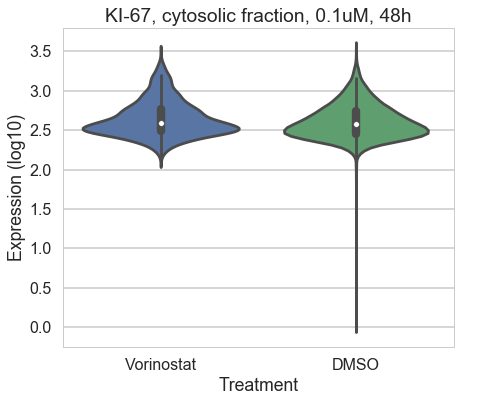 KI-67, cytosolic fraction, 0.1uM, 48h
Expression (log10)
3.5
3.0
2.5
2.0
1.5
1.0
0.5
0.0
Vorinostat DMSO
Treatment